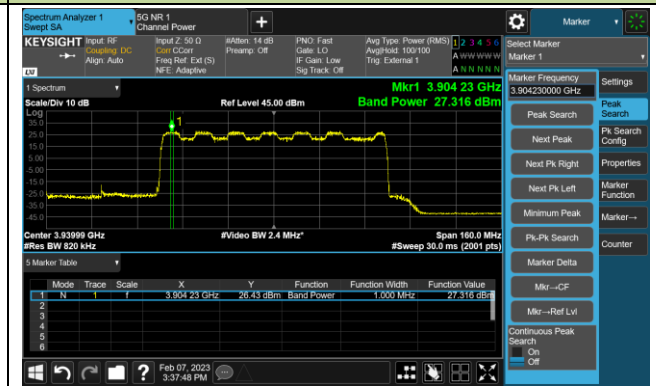 Spectrum Analyzer 1
Swept SA
5G NR 1
Channel Power
Marker
KEYSIGHT
Input: RF
Coupling: DC
Align: Auto
Input Z: 50 Ω
Corr CCorr
Freq Ref: Ext (S)
NFE: Adaptive
#Atten: 14 dB
Preamp: Off
PNO: Fast
Gate: LO
IF Gain: Low
Sig Track: Off
Avg Type: Power (RMS)
Avg|Hold: 100/100
Trig: External 1
1 2 3 4 5 6
A W W W W W
A N N N N N
LXI
Select Marker
Marker 1
1 Spectrum
Mkr1 3.904 23 GHz
Scale/Div 10 dB
Ref Level 45.00 dBm
Band Power 27.316 dBm
Log
35.0
25.0
15.0
5.00
-5.00
-15.0
-25.0
-35.0
-45.0
1
Center 3.93999 GHz
#Video BW 2.4 MHz*
Span 160.0 MHz
#Res BW 820 kHz
#Sweep 30.0 ms (2001 pts)
5 Marker Table
Mode Trace Scale X Y Function Function Width Function Value
1 N 1 f 3.904 23 GHz 26.43 dBm Band Power 1.000 MHz 27.316 dBm
2
3
4
5
6
Marker Frequency
3.904230000 GHz
Peak Search
Next Peak
Next Pk Right
Next Pk Left
Minimum Peak
Pk-Pk Search
Marker Delta
Mkr→CF
Mkr→Ref Lvl
Continuous Peak
Search
On
Off
Settings
Peak
Search
Pk Search
Config
Properties
Marker
Function
Marker→
Counter
Feb 07, 2023
3:37:48 PM